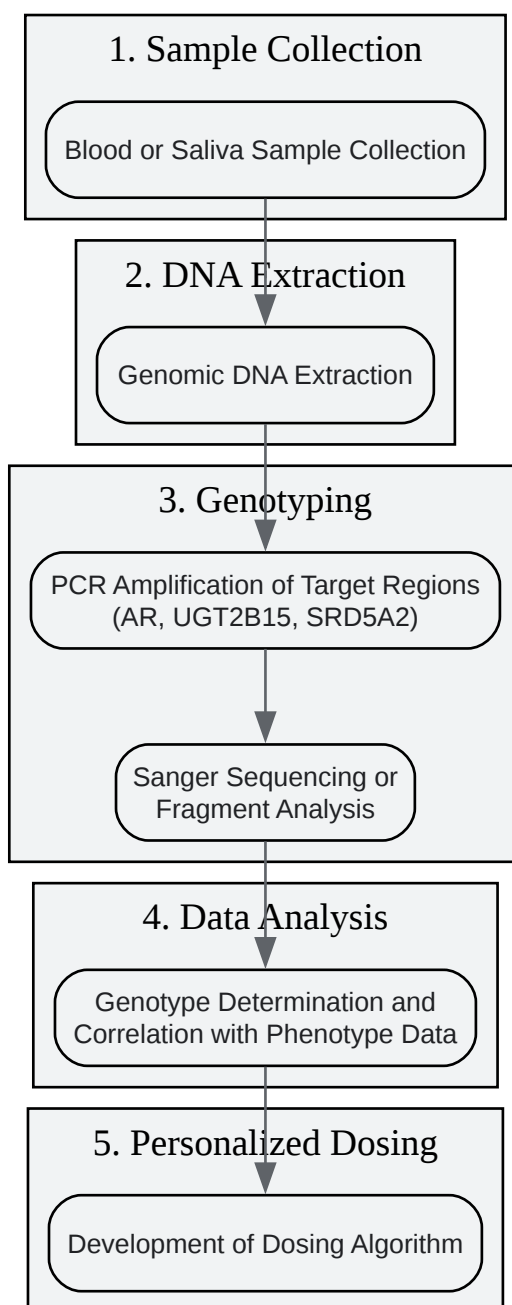 1. Sample Collection
Blood or Saliva Sample Collection
2. DNA Extraction
Genomic DNA Extraction
3. Genotyping
PCR Amplification of Target Regions
(AR, UGT2B15, SRD5A2)
Sanger Sequencing or
Fragment Analysis
4. Data Analysis
Genotype Determination and
Correlation with Phenotype Data
5. Personalized Dosing
Development of Dosing Algorithm